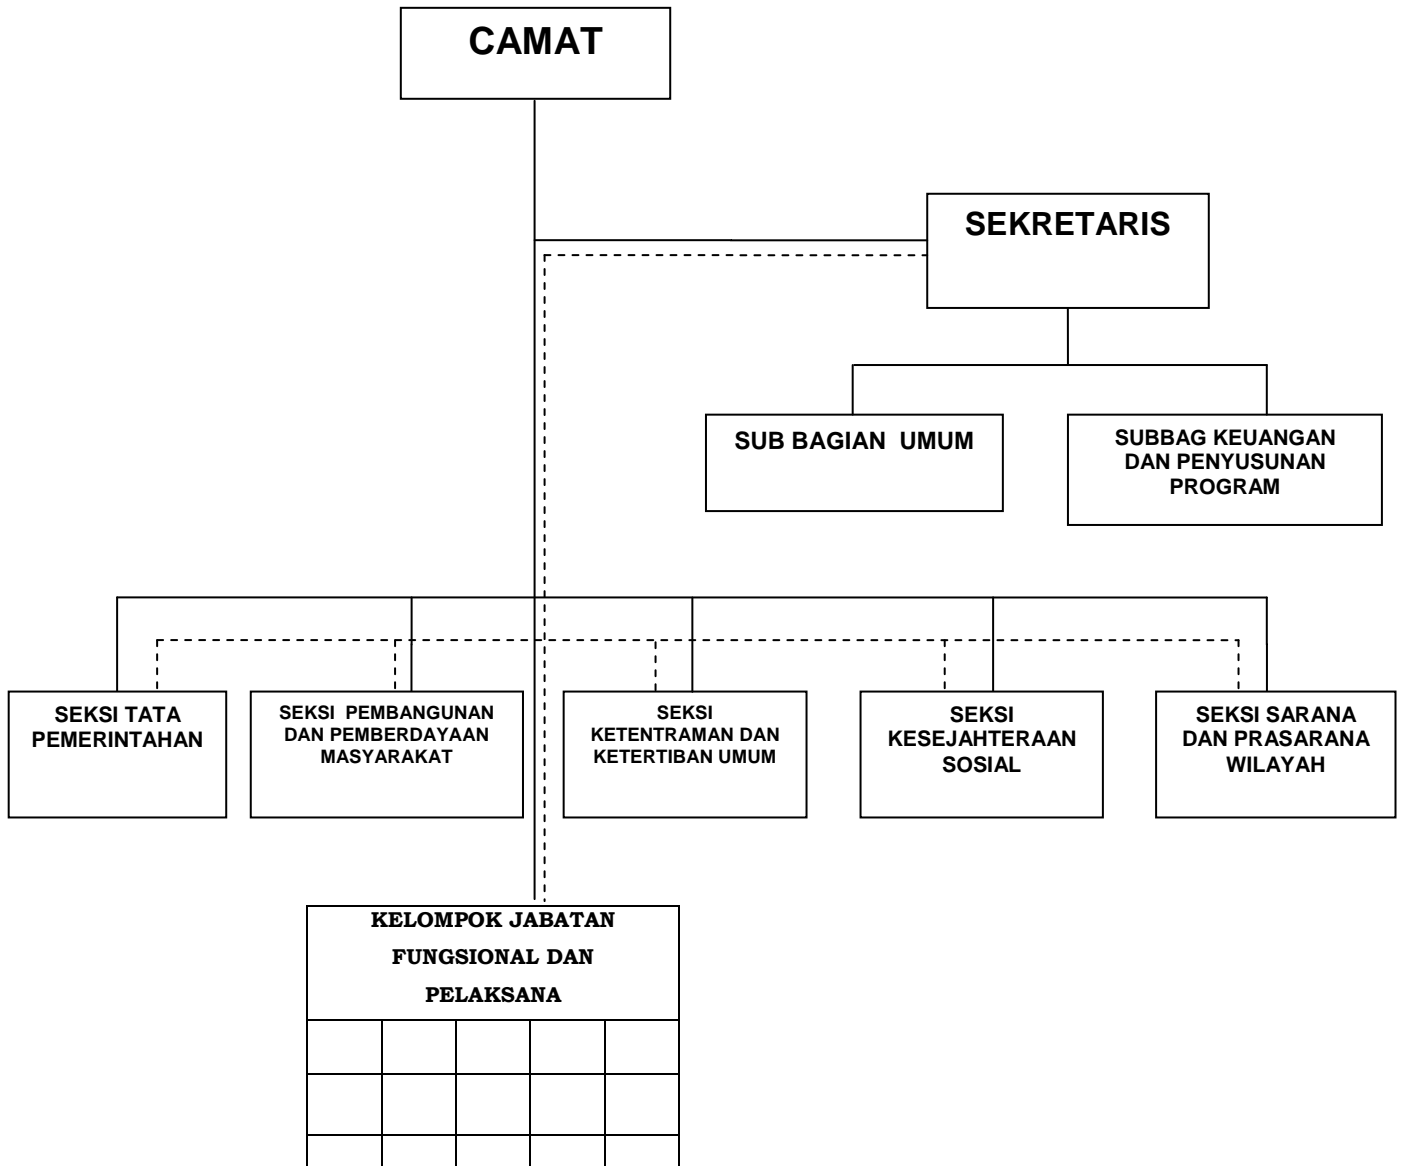 CAMAT
SEKRETARIS
SUB BAGIAN  UMUM
SUBBAG KEUANGAN
DAN PENYUSUNAN
PROGRAM
SEKSI TATA
PEMERINTAHAN
SEKSI  PEMBANGUNAN
DAN PEMBERDAYAAN
MASYARAKAT
SEKSI
KETENTRAMAN DAN
KETERTIBAN UMUM
SEKSI
KESEJAHTERAAN
SOSIAL
SEKSI SARANA
DAN PRASARANA
WILAYAH
KELOMPOK JABATAN
FUNGSIONAL DAN
PELAKSANA